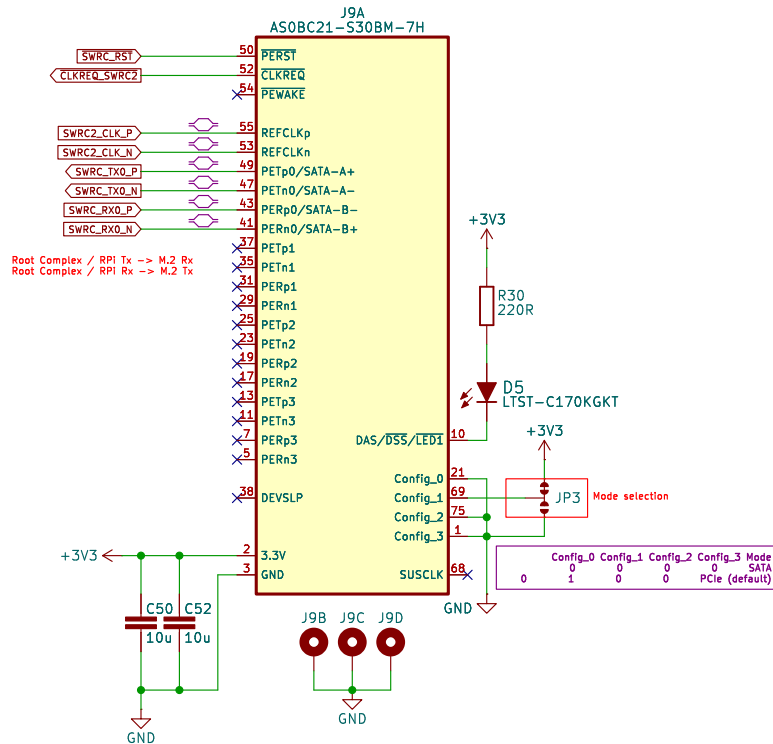 J9A
AS0BC21-S30BM-7H
SWRC_RST 50 PERST
CLKREQ_SWRC2 52 CLKREQ
54 PEWAKE
SWRC2_CLK_P 55 REFCLKp
SWRC2_CLK_N 53 REFCLKn
SWRC_TX0_P 49 PETp0/SATA-A+
SWRC_TX0_N 47 PETn0/SATA-A-
SWRC_RX0_P 43 PERp0/SATA-B-
SWRC_RX0_N 41 PERn0/SATA-B+
37 PETp1
Root Complex / RPi Tx -> M.2 Rx
35 PETn1
Root Complex / RPi Rx -> M.2 Tx
31 PERp1
29 PERn1
25 PETp2
23 PETn2
19 PERp2
17 PERn2
13 PETp3
11 PETn3
7 PERp3
5 PERn3
38 DEVSLP
+3V3
R30
220R
D5
LTST-C170KGKT
DAS/DSS/LED1 10
+3V3
Config_0 21
Config_1 69
JP3 Mode selection
Config_2 75
Config_3 1
+3V3 2 3.3V
3 GND
SUSCLK 68
Config_0 Config_1 Config_2 Config_3 Mode
0 0 0 SATA
0 1 0 0 PCIe (default)
GND
C50 C52
10u 10u
J9B J9C J9D
GND
GND